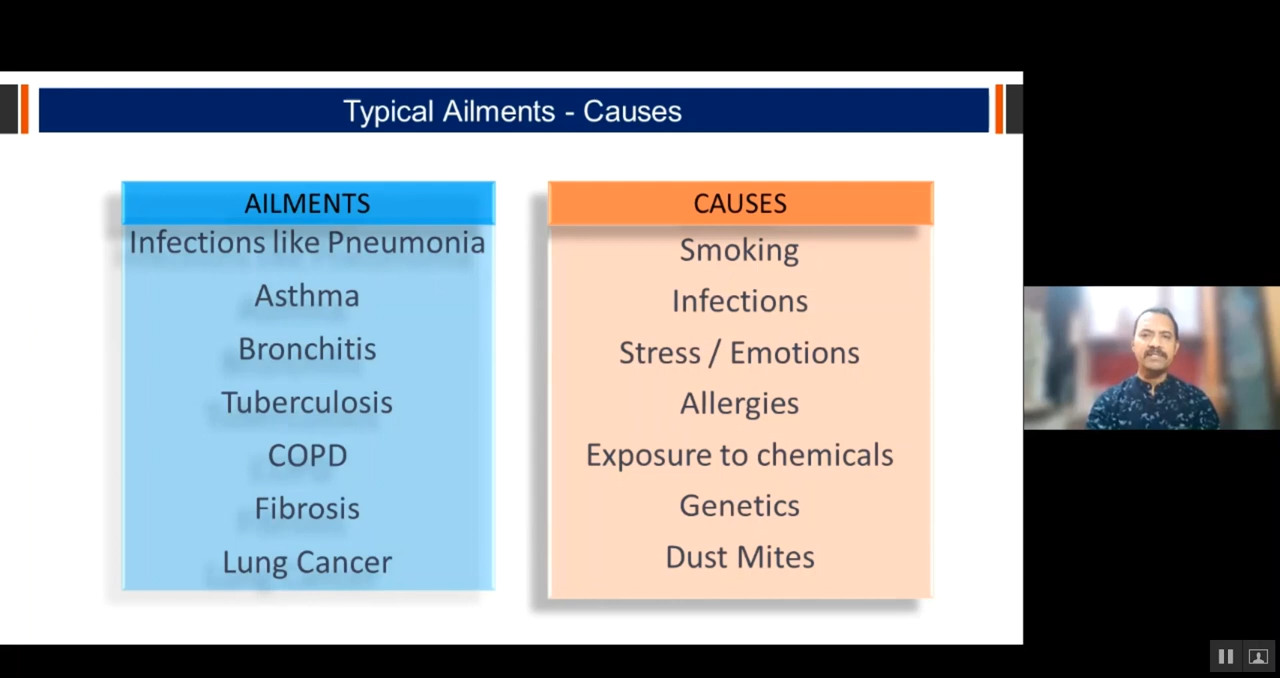 Typical Ailments - Causes
AILMENTS
Infections like Pneumonia
Asthma
Bronchitis
Tuberculosis
COPD
Fibrosis
Lung Cancer
CAUSES
Smoking
Infections
Stress / Emotions
Allergies
Exposure to chemicals
Genetics
Dust Mites